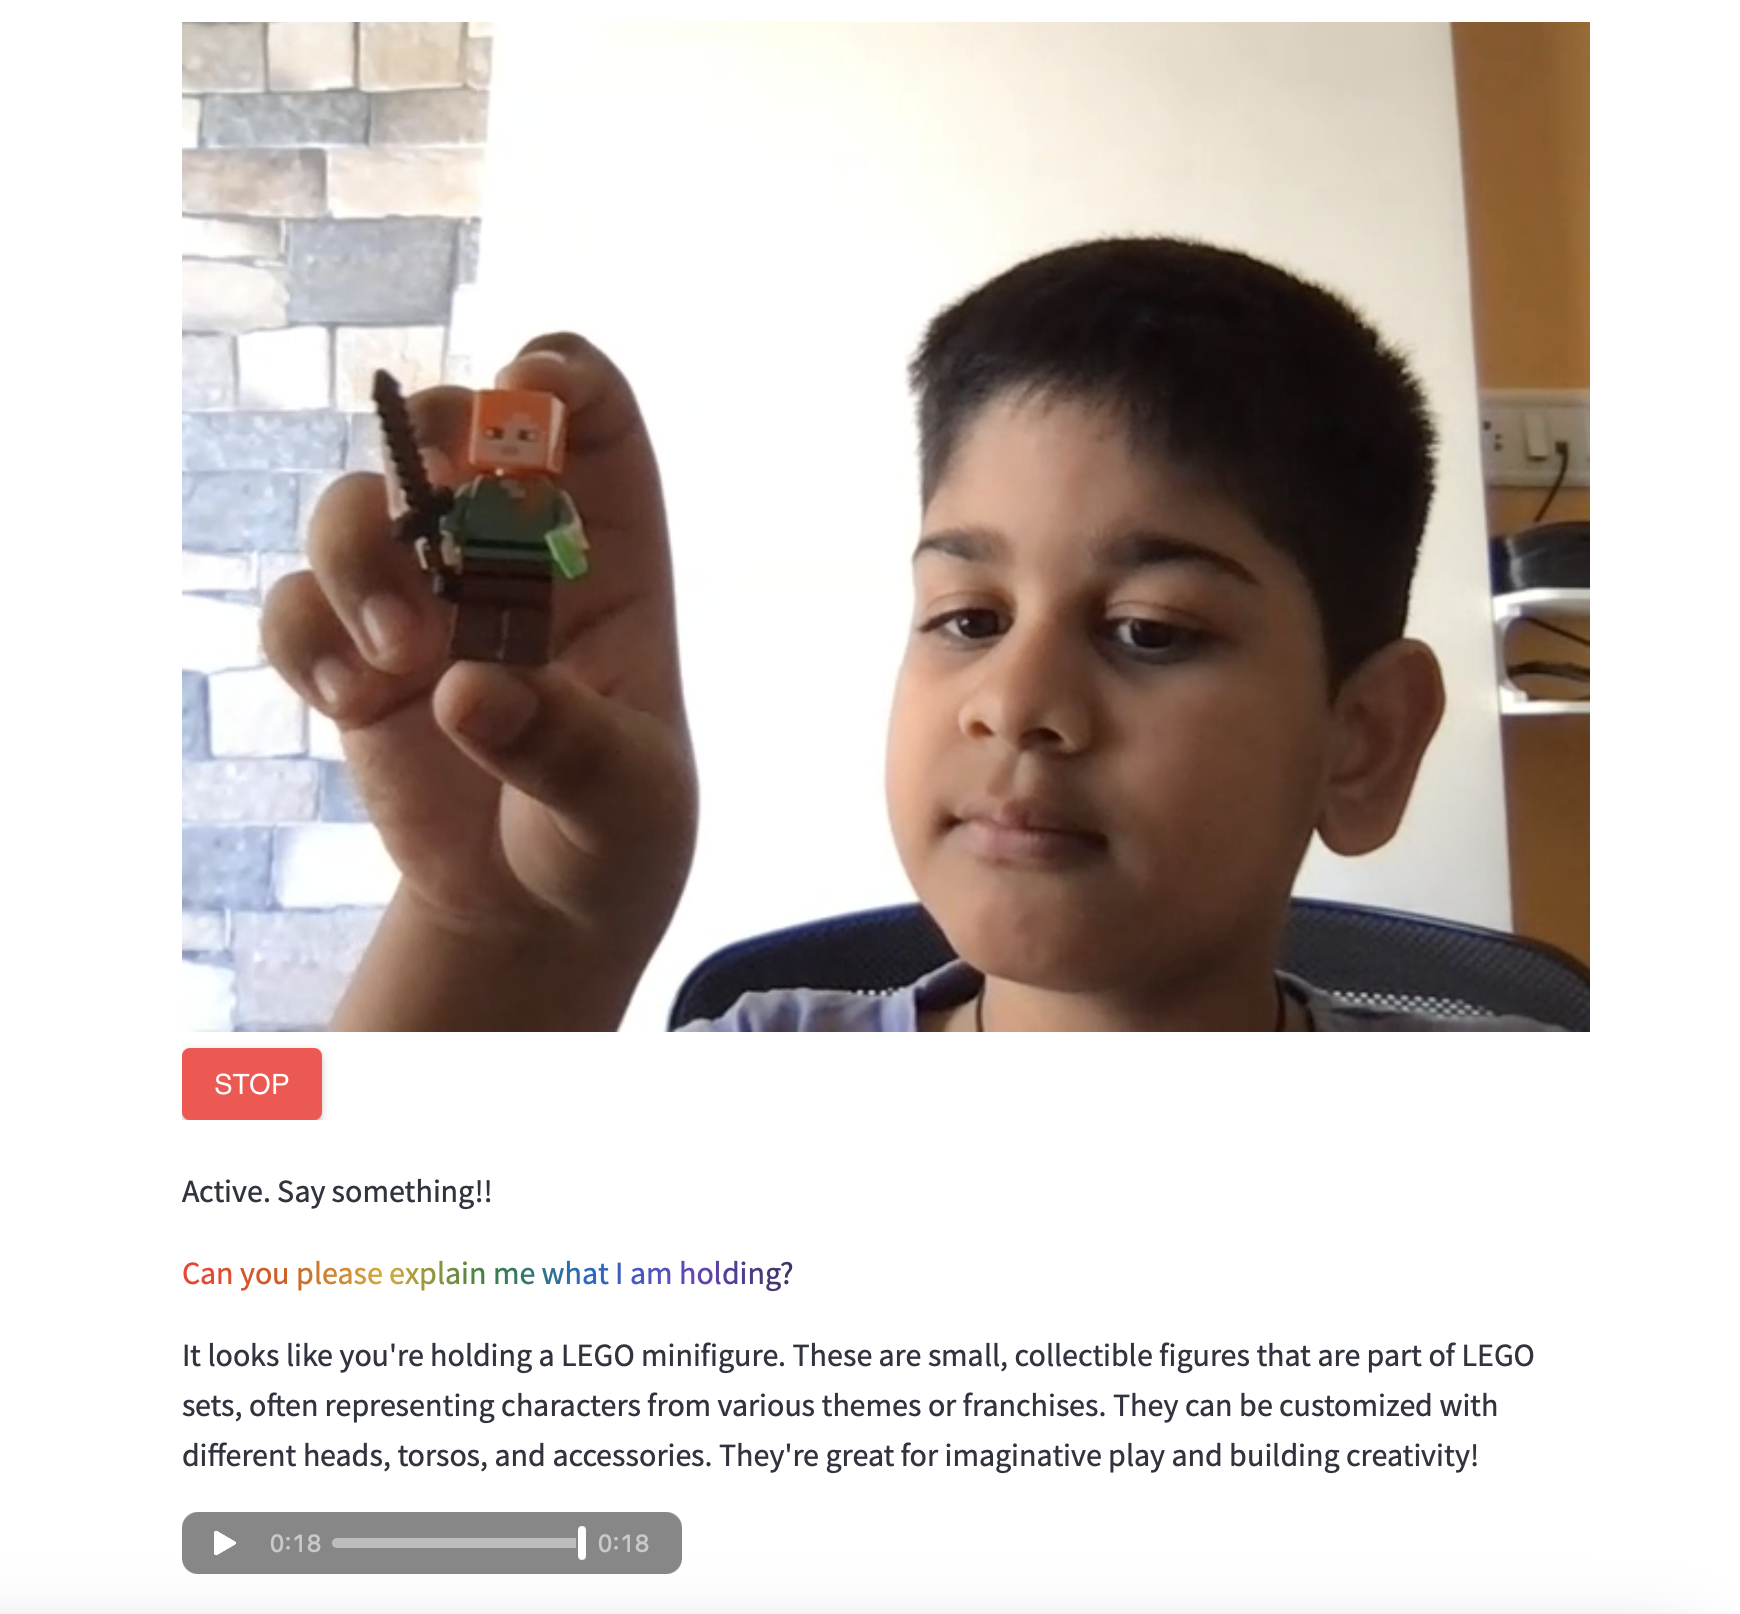 STOP
Active. Say something!!
Can you please explain me what I am holding?
It looks like you're holding a LEGO minifigure. These are small, collectible figures that are part of LEGO
sets, often representing characters from various themes or franchises. They can be customized with
different heads, torsos, and accessories. They're great for imaginative play and building creativity!
0:18 0:18